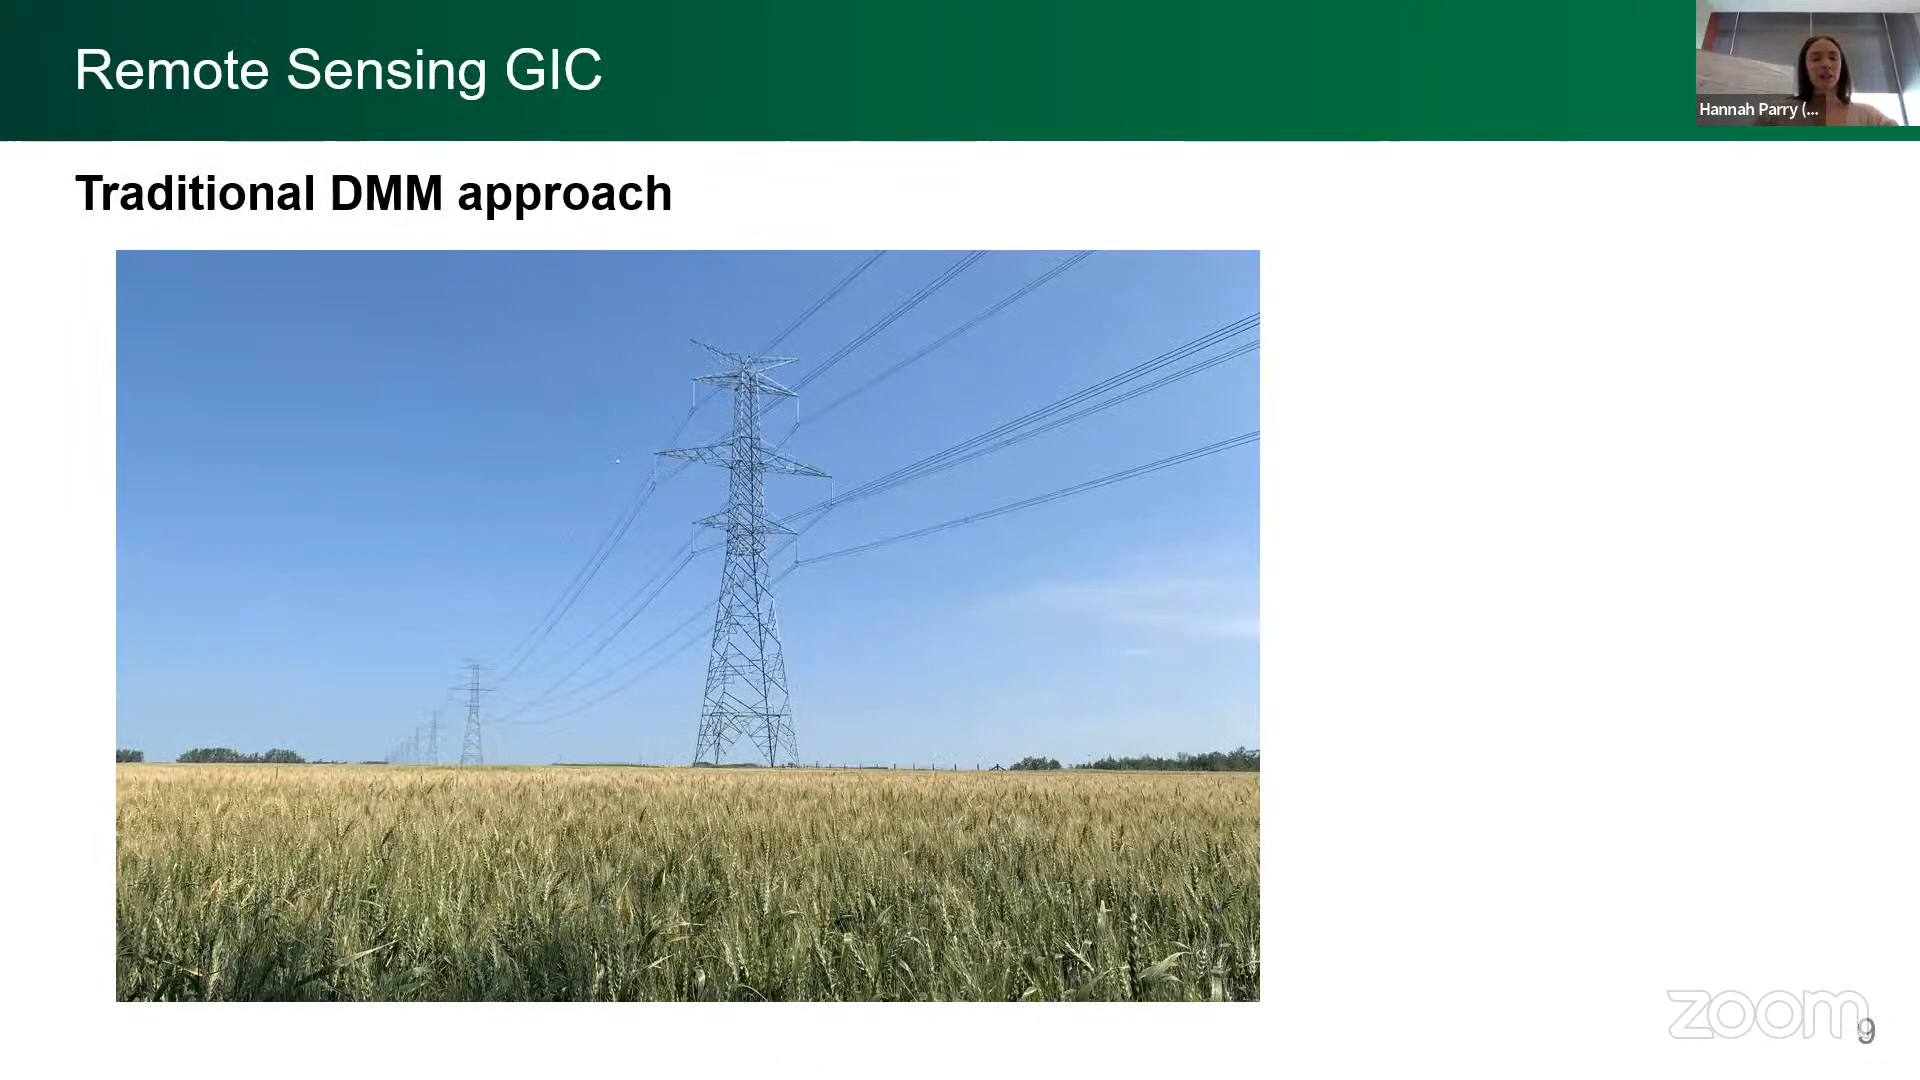 Remote Sensing GIC
Hannah Parry (...
Traditional DMM approach
zoom
9